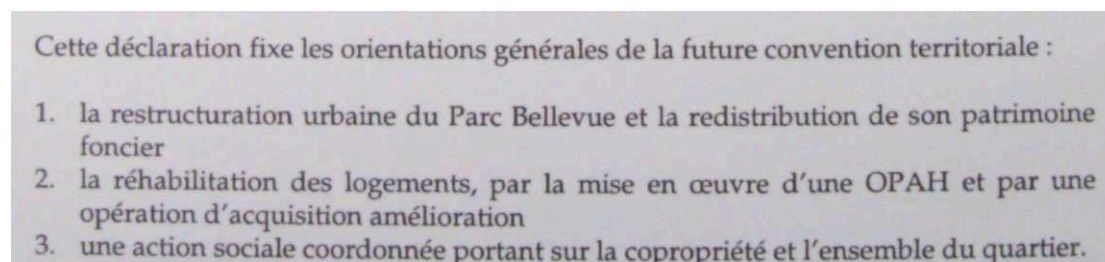 Cette déclaration fixe les orientations générales de la future convention territoriale :
1. la restructuration urbaine du Parc Bellevue et la redistribution de son patrimoine
foncier
2. la réhabilitation des logements, par la mise en œuvre d'une OPAH et par une
opération d'acquisition amélioration
3. une action sociale coordonnée portant sur la copropriété et l'ensemble du quartier.